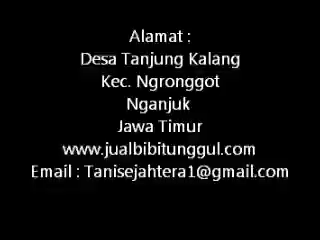 Alamat :
Desa Tanjung Kalang
Kec. Ngronggot
Nganjuk
Jawa Timur
www.jualbibitunggul.com
Email : Tanisejahtera1@gmail.com